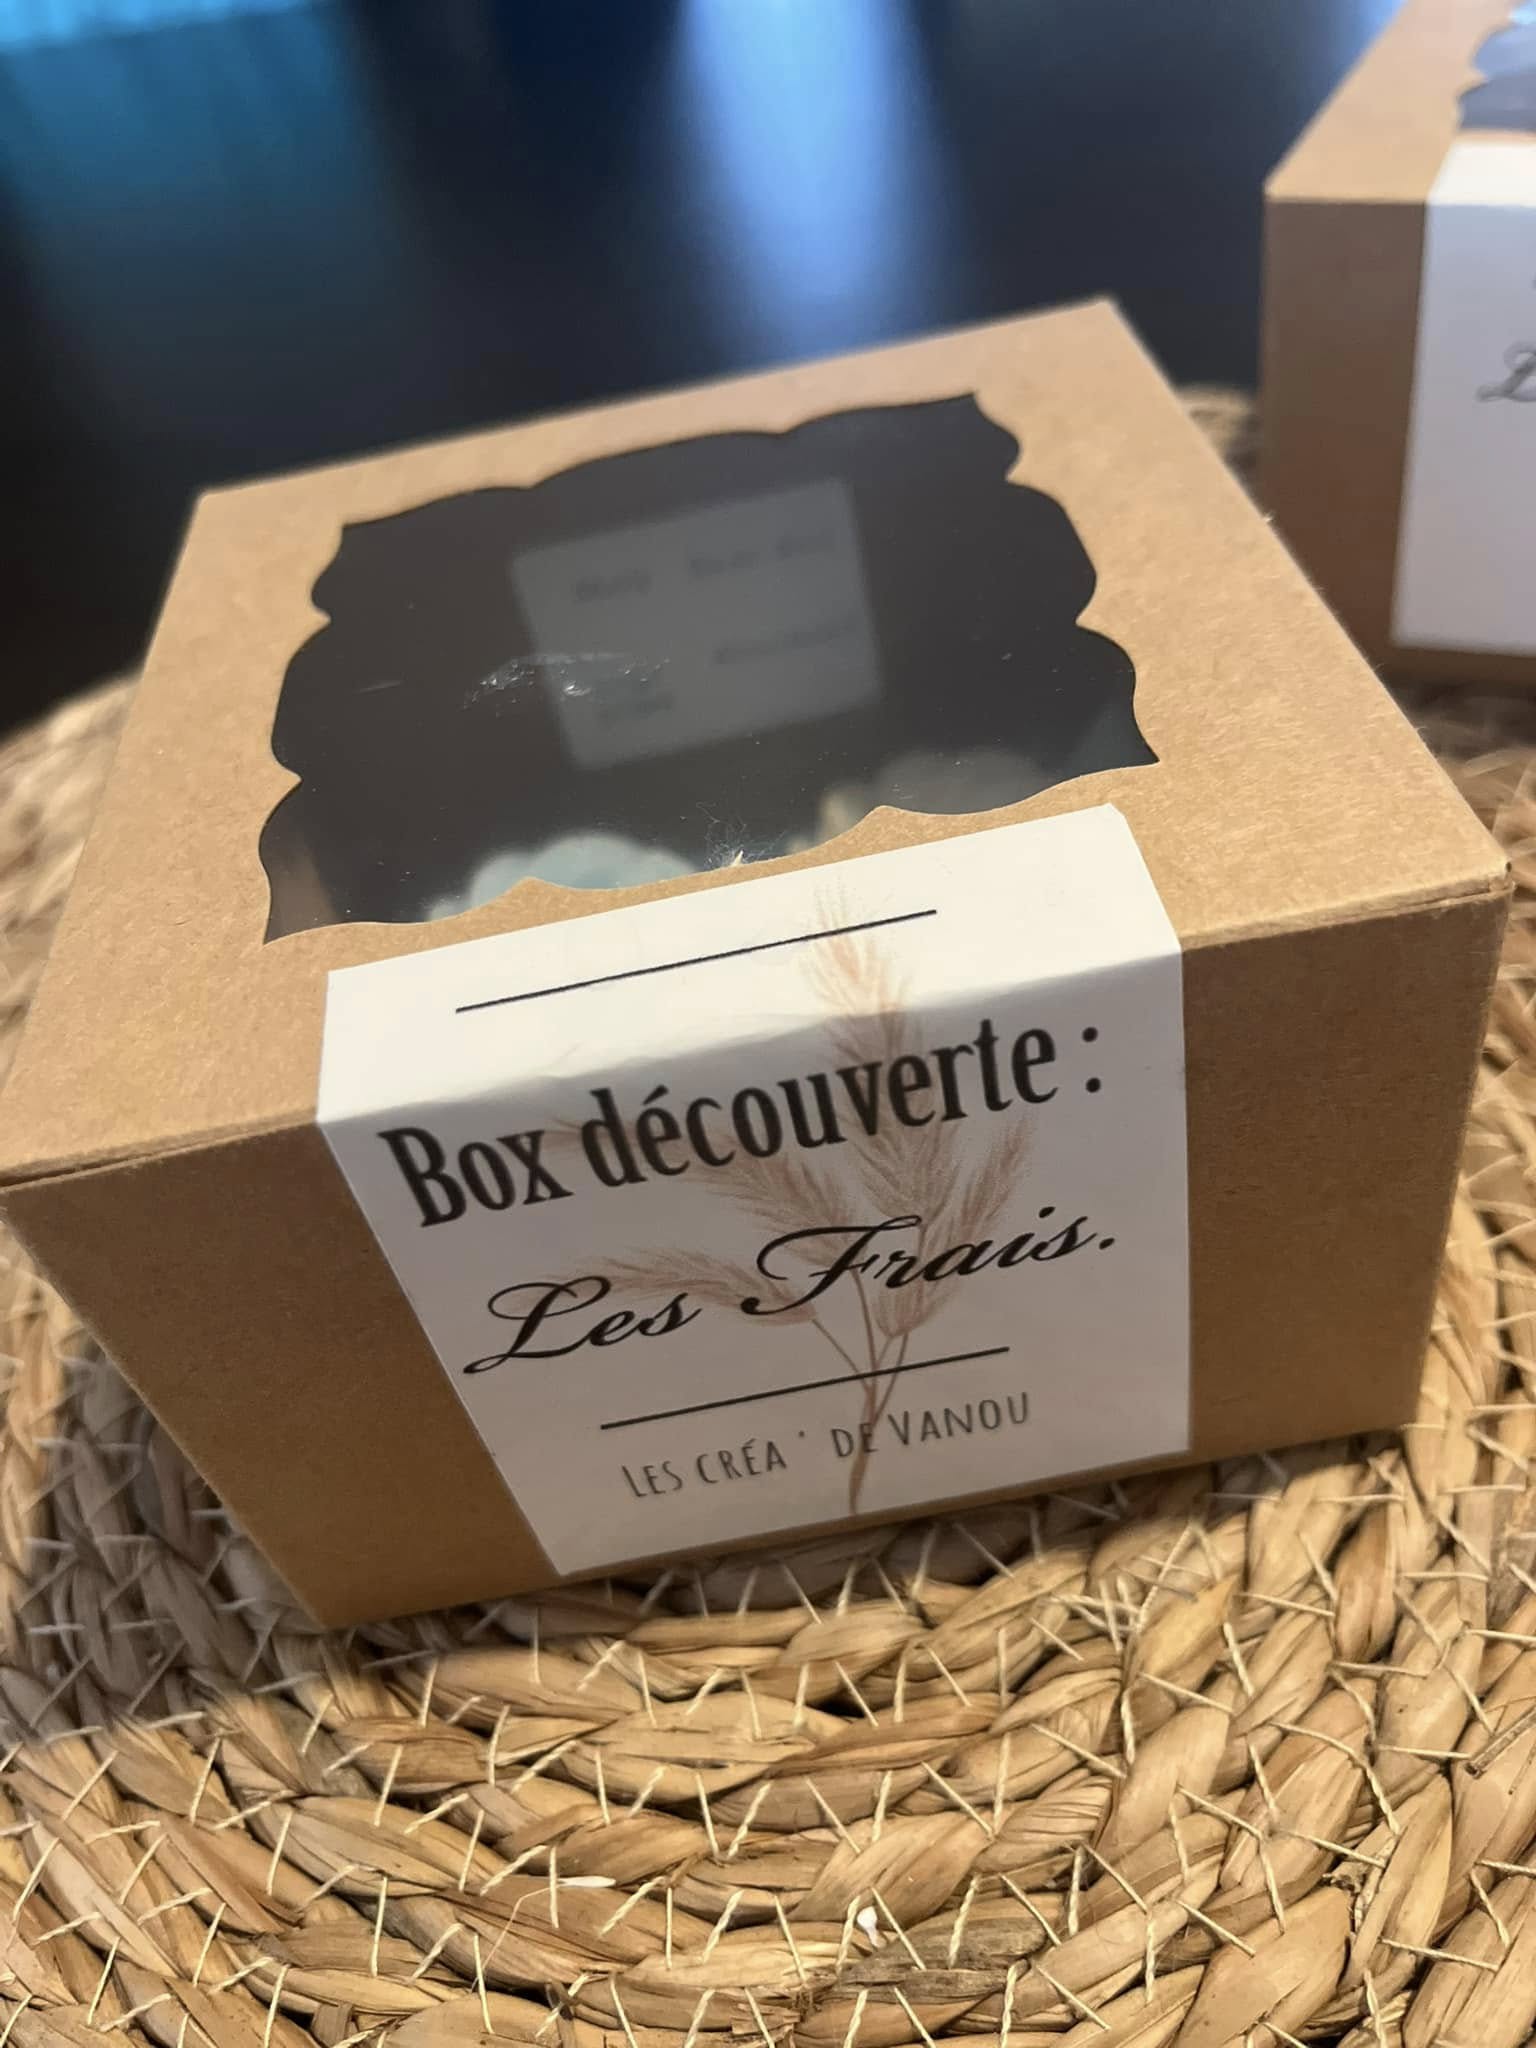 Box découverte :
Les Frais.
LES CRÉA ' DE VANOU